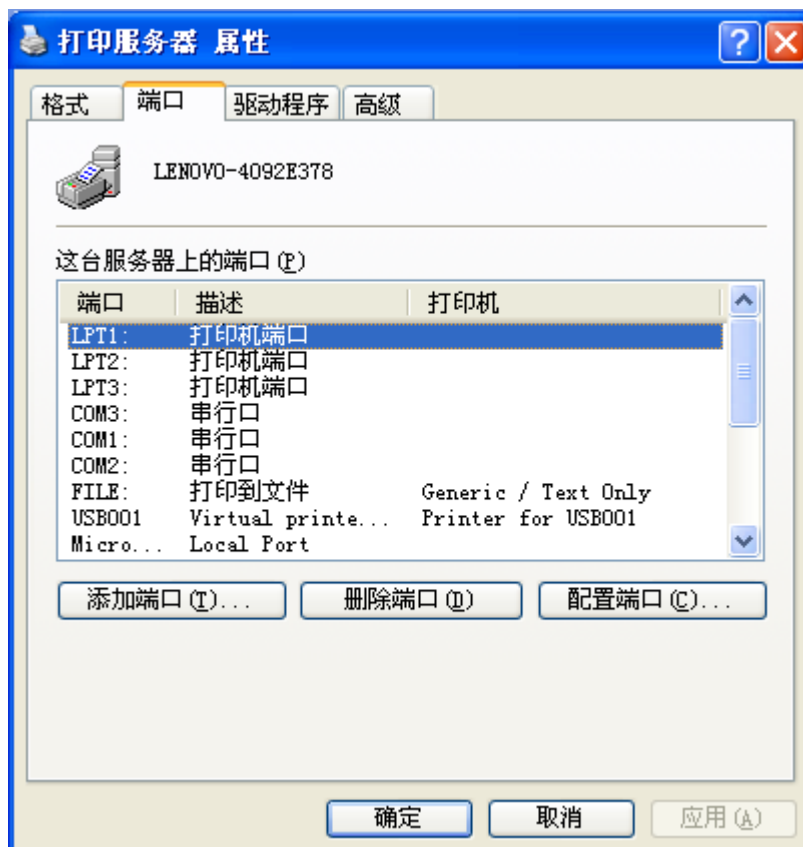 打印服务器 属性
格式 端口 驱动程序 高级
LENOVO-4092E378
这台服务器上的端口(P)
端口 描述 打印机
LPT1: 打印机端口
LPT2: 打印机端口
LPT3: 打印机端口
COM3: 串行口
COM1: 串行口
COM2: 串行口
FILE: 打印到文件 Generic / Text Only
USB001 Virtual printe... Printer for USB001
Micro... Local Port
添加端口(T)... 删除端口(D) 配置端口(C)...
确定 取消 应用(A)